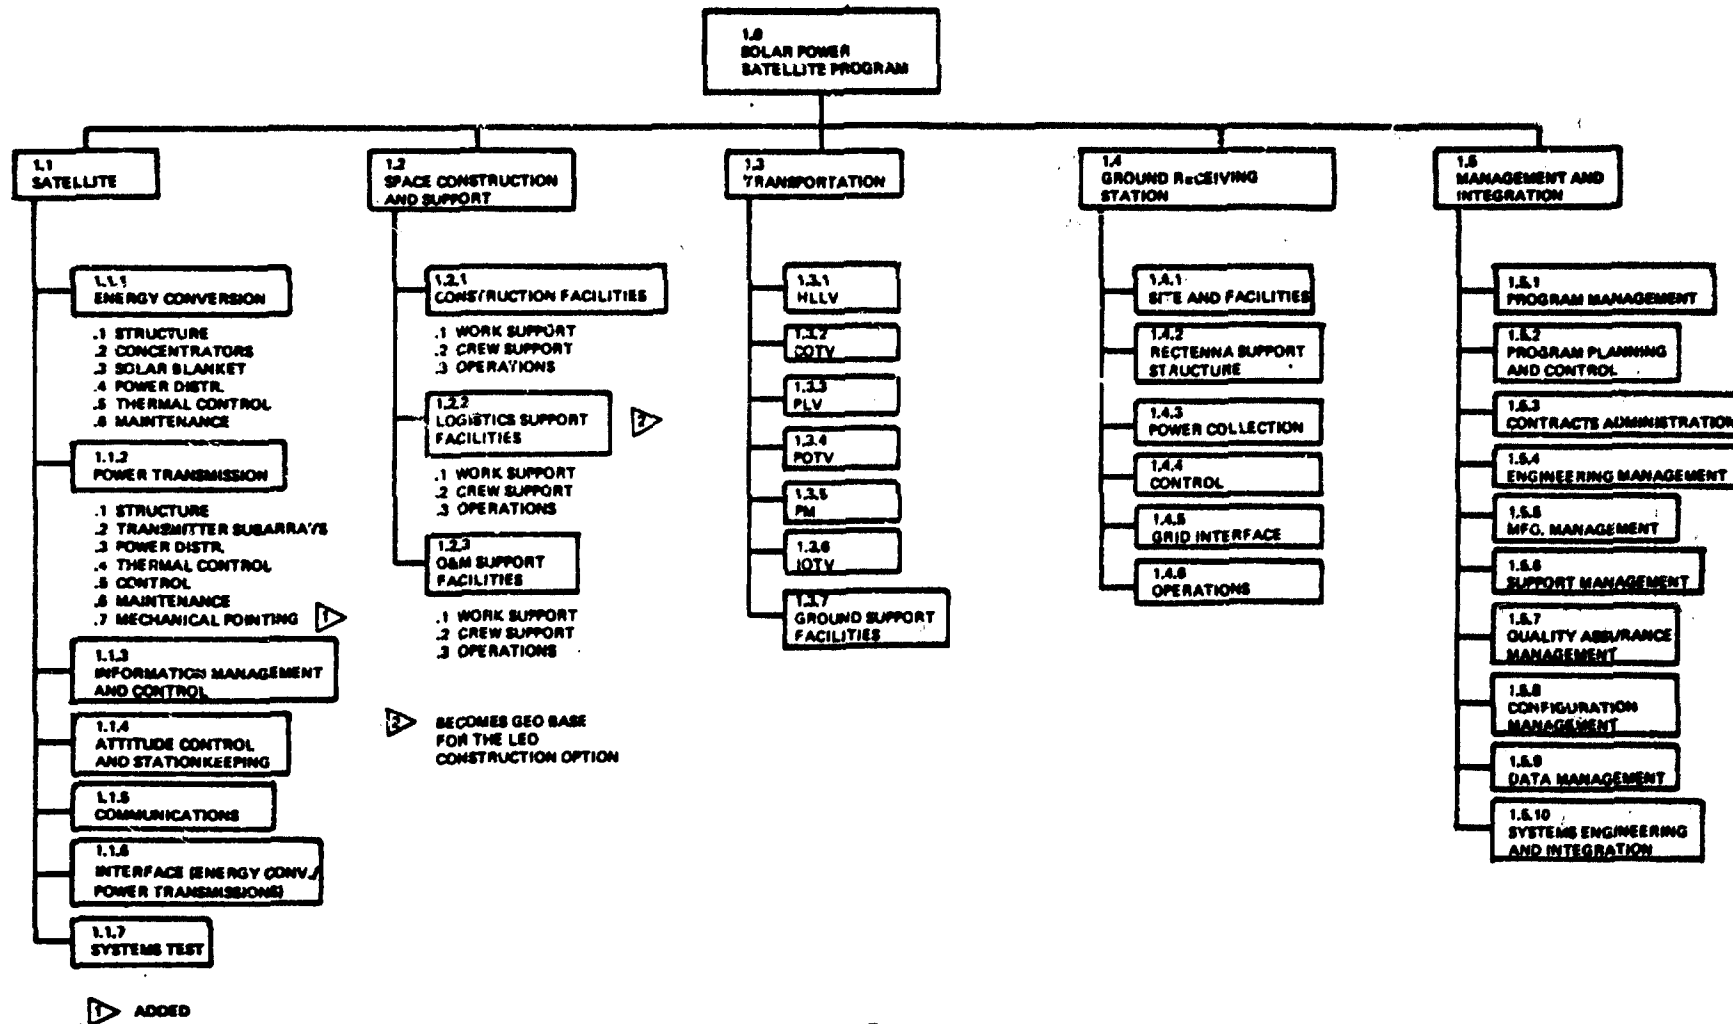 1.0
SOLAR POWER
SATELLITE PROGRAM
1.1
SATELLITE
1.1.1
ENERGY CONVERSION
.1 STRUCTURE
.2 CONCENTRATORS
.3 SOLAR BLANKET
.4 POWER DISTR.
.5 THERMAL CONTROL
.6 MAINTENANCE
1.1.2
POWER TRANSMISSION
.1 STRUCTURE
.2 TRANSMITTER SUBARRAYS
.3 POWER DISTR.
.4 THERMAL CONTROL
.5 CONTROL
.6 MAINTENANCE
.7 MECHANICAL POINTING 1
1.1.3
INFORMATION MANAGEMENT
AND CONTROL
1.1.4
ATTITUDE CONTROL
AND STATIONKEEPING
1.1.5
COMMUNICATIONS
1.1.6
INTERFACE (ENERGY CONV./
POWER TRANSMISSIONS)
1.1.7
SYSTEMS TEST
1 ADDED
1.2
SPACE CONSTRUCTION
AND SUPPORT
1.2.1
CONSTRUCTION FACILITIES
.1 WORK SUPPORT
.2 CREW SUPPORT
.3 OPERATIONS
1.2.2
LOGISTICS SUPPORT
FACILITIES
2
.1 WORK SUPPORT
.2 CREW SUPPORT
.3 OPERATIONS
1.2.3
O&M SUPPORT
FACILITIES
.1 WORK SUPPORT
.2 CREW SUPPORT
.3 OPERATIONS
2 BECOMES GEO BASE
FOR THE LEO
CONSTRUCTION OPTION
1.3
TRANSPORTATION
1.3.1
HLLV
1.3.2
COTV
1.3.3
PLV
1.3.4
POTV
1.3.5
PM
1.3.6
IOTV
1.3.7
GROUND SUPPORT
FACILITIES
1.4
GROUND RECEIVING
STATION
1.4.1
SITE AND FACILITIES
1.4.2
RECTENNA SUPPORT
STRUCTURE
1.4.3
POWER COLLECTION
1.4.4
CONTROL
1.4.5
GRID INTERFACE
1.4.6
OPERATIONS
1.5
MANAGEMENT AND
INTEGRATION
1.5.1
PROGRAM MANAGEMENT
1.5.2
PROGRAM PLANNING
AND CONTROL
1.5.3
CONTRACTS ADMINISTRATION
1.5.4
ENGINEERING MANAGEMENT
1.5.5
MFG. MANAGEMENT
1.5.6
SUPPORT MANAGEMENT
1.5.7
QUALITY ASSURANCE
MANAGEMENT
1.5.8
CONFIGURATION
MANAGEMENT
1.5.9
DATA MANAGEMENT
1.5.10
SYSTEMS ENGINEERING
AND INTEGRATION